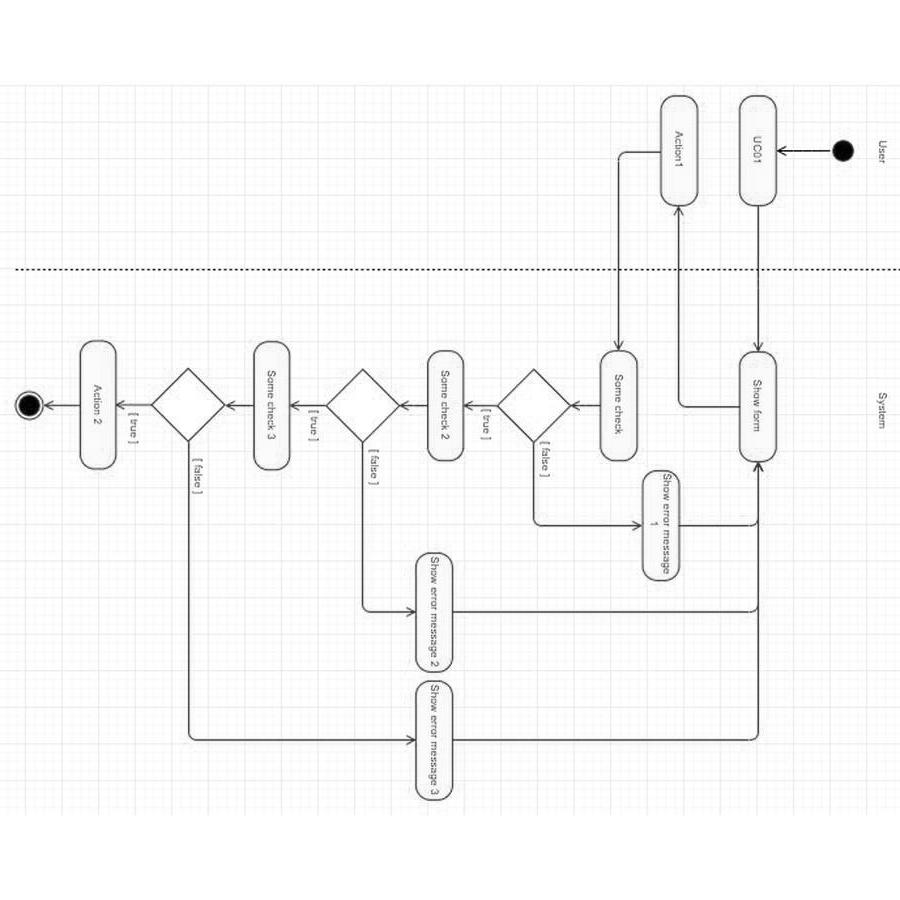 User
System
UC01
Show form
Action1
Some check
Show error message
1
[ false ]
[ true ]
Some check 2
[ false ]
Show error message 2
[ true ]
Some check 3
[ false ]
Show error message 3
[ true ]
Action 2